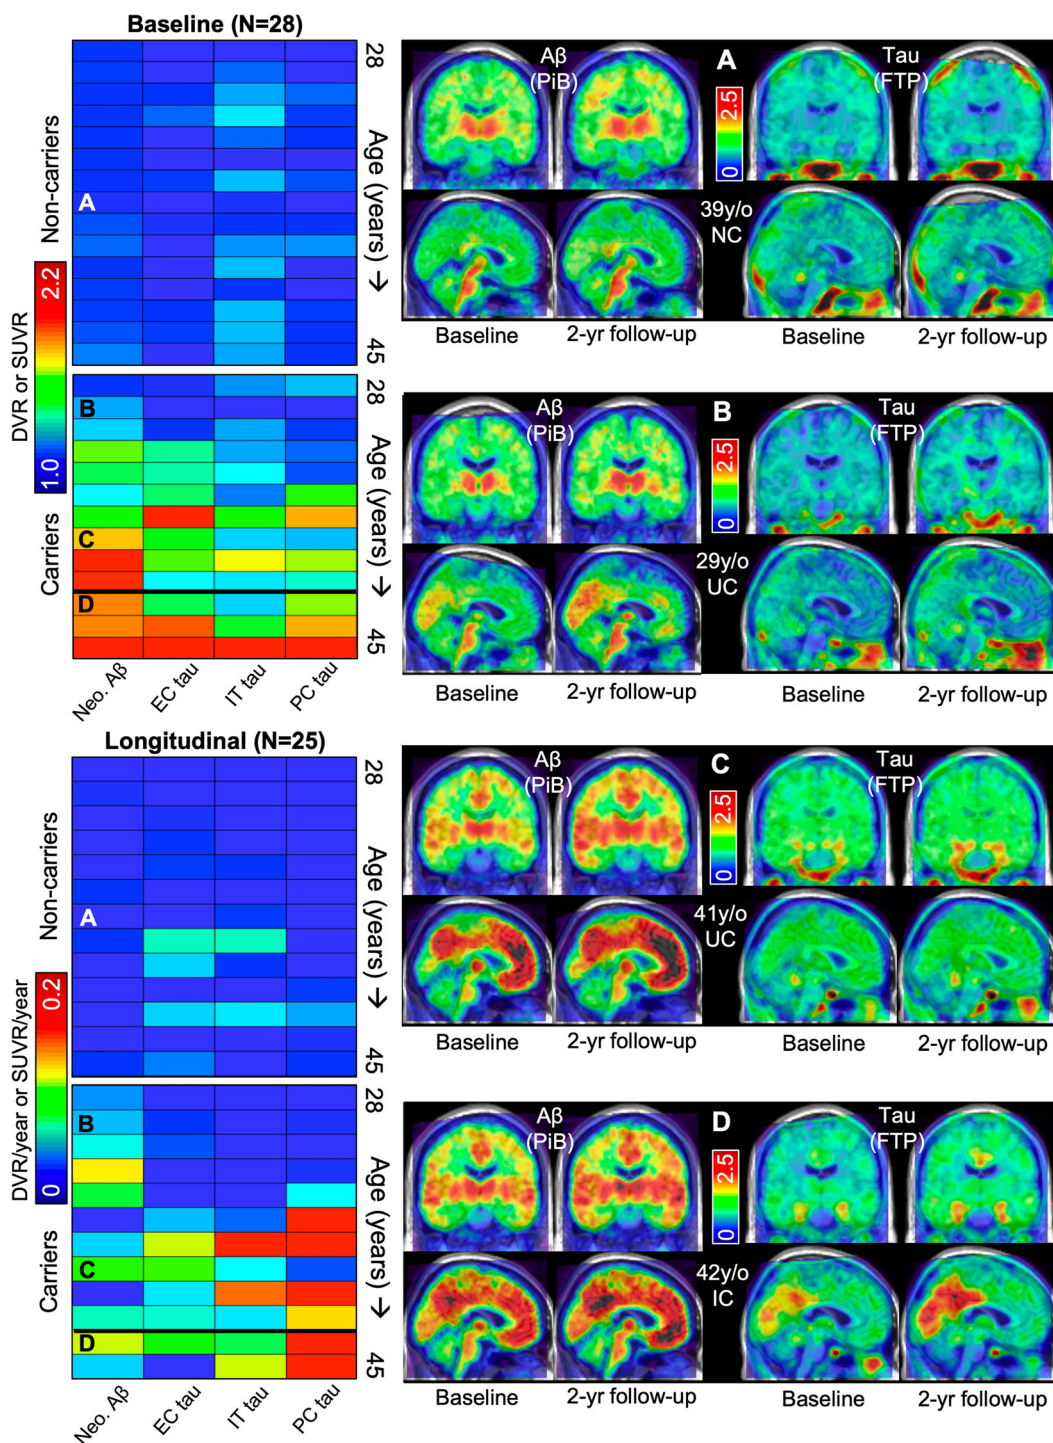 Baseline (N=28)
Non-carriers
Carriers
DVR or SUVR
2.2
1.0
A
B
C
D
28
Age (years) →
45
28
Age (years) →
45
Neo. Aβ
EC tau
IT tau
PC tau
Longitudinal (N=25)
Non-carriers
Carriers
DVR/year or SUVR/year
0.2
0
A
B
C
D
28
Age (years) →
45
28
Age (years) →
45
Neo. Aβ
EC tau
IT tau
PC tau
Aβ
(PiB)
A
Tau
(FTP)
2.5
0
39y/o
NC
Baseline
2-yr follow-up
Baseline
2-yr follow-up
Aβ
(PiB)
B
Tau
(FTP)
2.5
0
29y/o
UC
Baseline
2-yr follow-up
Baseline
2-yr follow-up
Aβ
(PiB)
C
Tau
(FTP)
2.5
0
41y/o
UC
Baseline
2-yr follow-up
Baseline
2-yr follow-up
Aβ
(PiB)
D
Tau
(FTP)
2.5
0
42y/o
IC
Baseline
2-yr follow-up
Baseline
2-yr follow-up